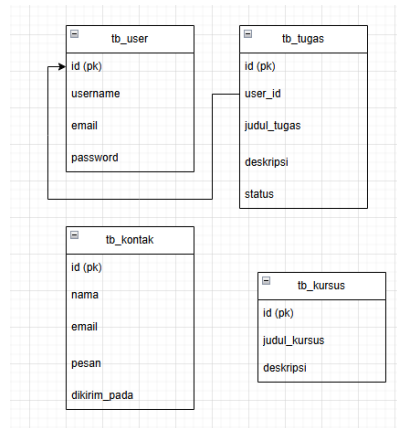 tb_user
id (pk)
username
email
password
tb_tugas
id (pk)
user_id
judul_tugas
deskripsi
status
tb_kontak
id (pk)
nama
email
pesan
dikirim_pada
tb_kursus
id (pk)
judul_kursus
deskripsi